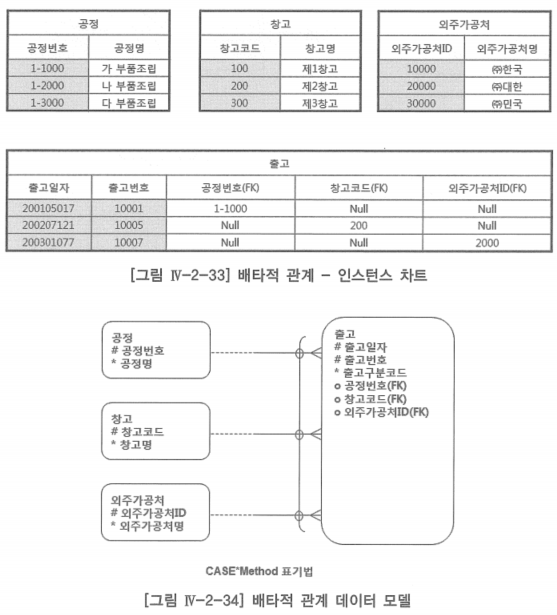 공정
공정번호 공정명
1-1000 가 부품조립
1-2000 나 부품조립
1-3000 다 부품조립
창고
창고코드 창고명
100 제1창고
200 제2창고
300 제3창고
외주가공처
외주가공처ID 외주가공처명
10000 ㈜한국
20000 ㈜대한
30000 ㈜민국
출고
출고일자 출고번호 공정번호(FK) 창고코드(FK) 외주가공처ID(FK)
200105017 10001 1-1000 Null Null
200207121 10005 Null 200 Null
200301077 10007 Null Null 2000
[그림 Ⅳ-2-33] 배타적 관계 - 인스턴스 차트
공정
# 공정번호
* 공정명
창고
# 창고코드
* 창고명
외주가공처
# 외주가공처ID
* 외주가공처명
출고
# 출고일자
# 출고번호
* 출고구분코드
o 공정번호(FK)
o 창고코드(FK)
o 외주가공처ID(FK)
CASE*Method 표기법
[그림 Ⅳ-2-34] 배타적 관계 데이터 모델